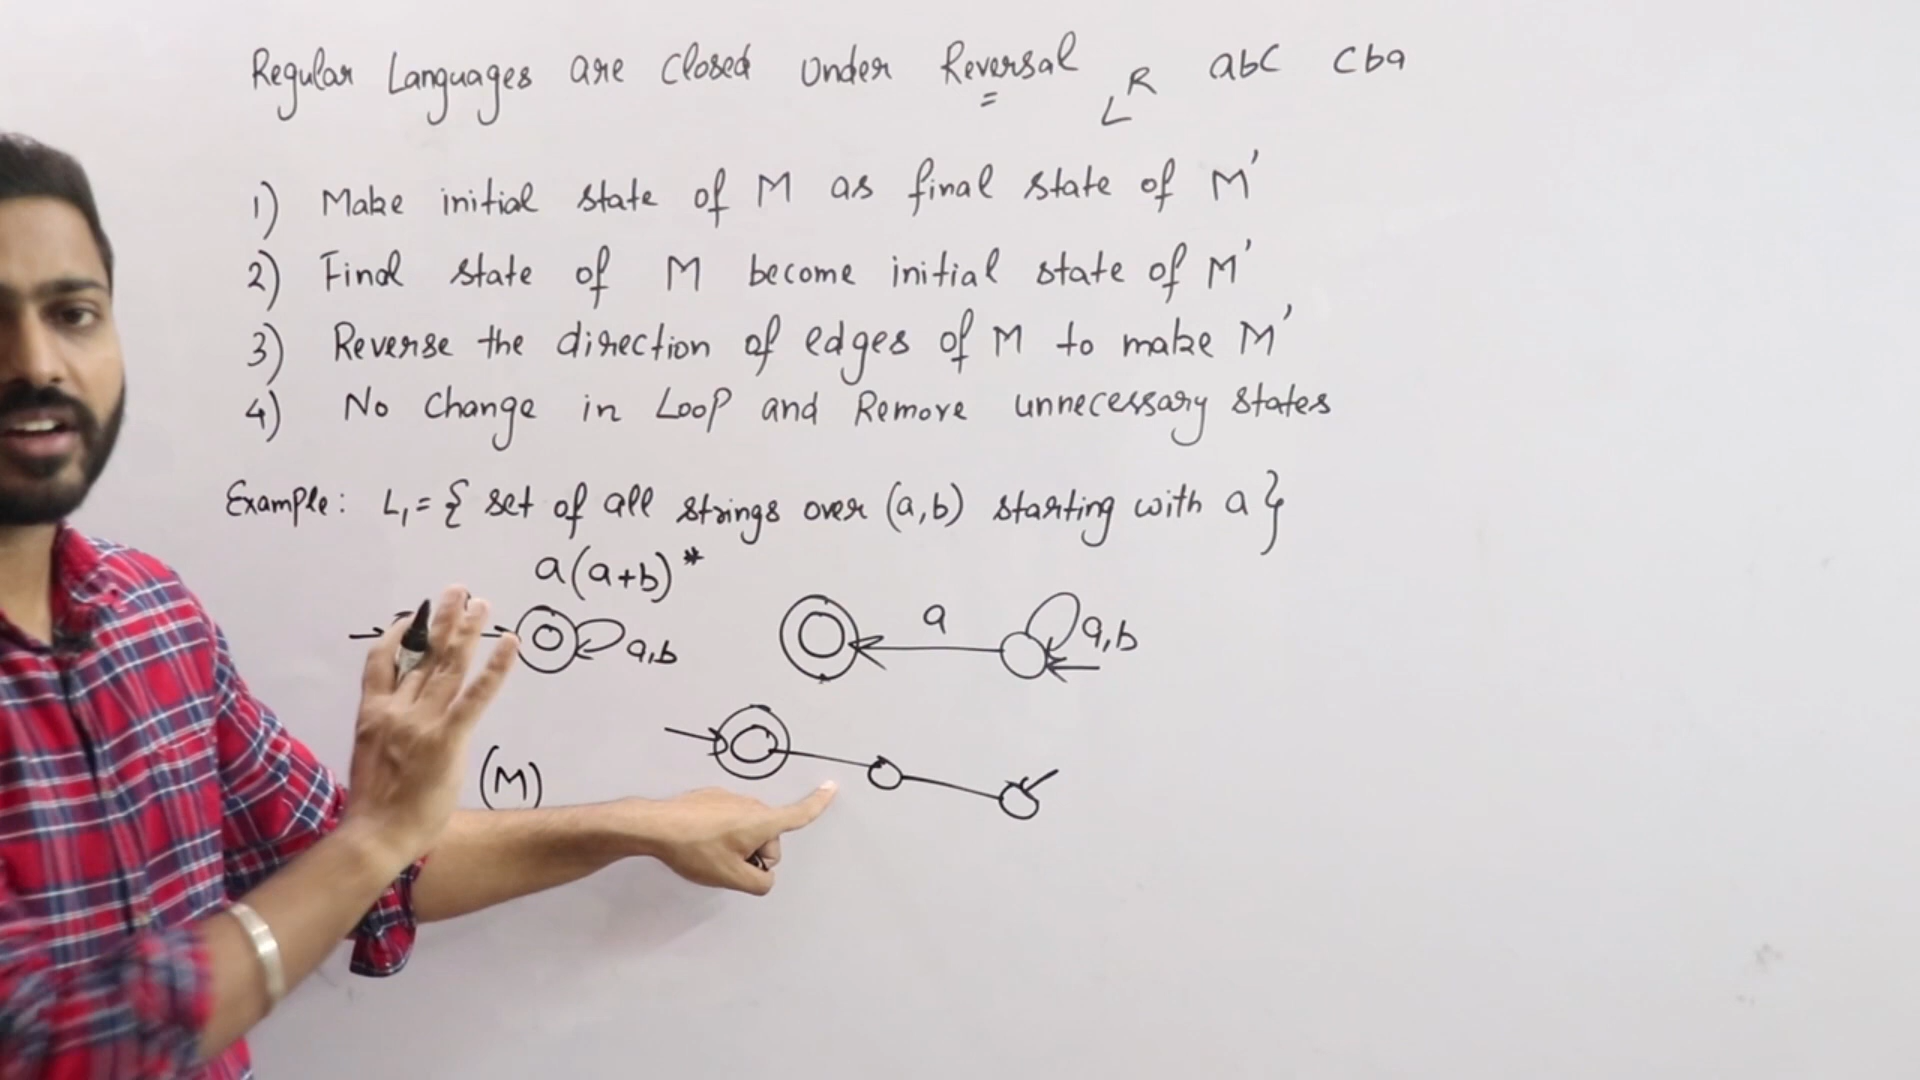 Regular Languages are Closed Under Reversal L^R abc cba
1) Make initial state of M as final state of M'
2) Final state of M become initial state of M'
3) Reverse the direction of edges of M to make M'
4) No Change in Loop and Remove unnecessary states
Example: L₁ = { set of all strings over (a,b) starting with a }
a(a+b)*
a,b
a a,b
(M)